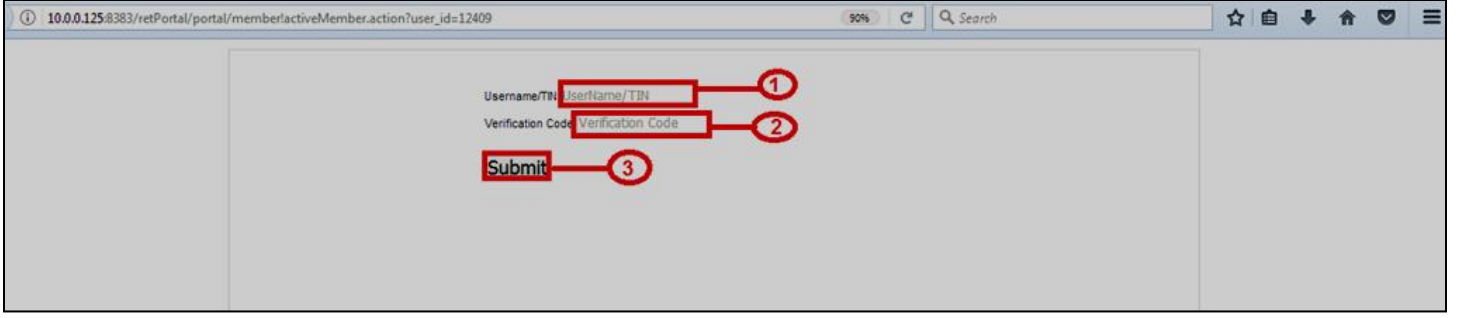 10.0.0.125:8383/retPortal/portal/member!activeMember.action?user_id=12409 90% Search
Username/TIN UserName/TIN 1
Verification Code Verification Code 2
Submit 3